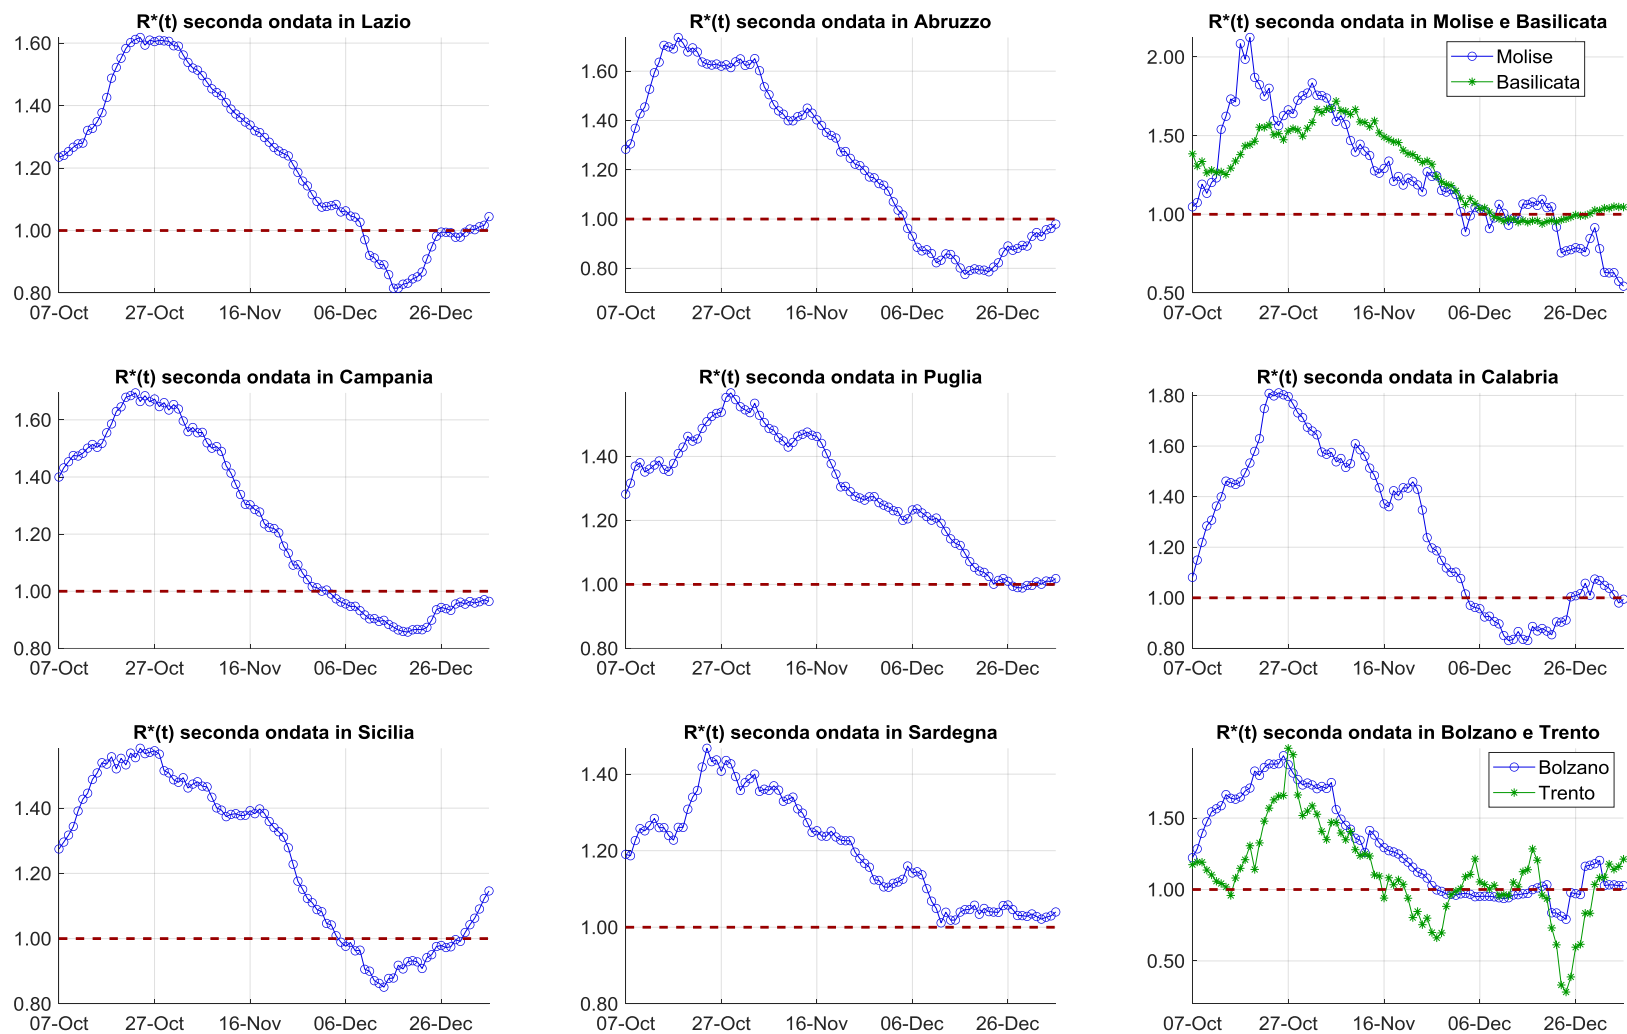 R*(t) seconda ondata in Lazio
1.60
1.40
1.20
1.00
0.80
07-Oct 27-Oct 16-Nov 06-Dec 26-Dec
R*(t) seconda ondata in Abruzzo
1.60
1.40
1.20
1.00
0.80
07-Oct 27-Oct 16-Nov 06-Dec 26-Dec
R*(t) seconda ondata in Molise e Basilicata
Molise
Basilicata
2.00
1.50
1.00
0.50
07-Oct 27-Oct 16-Nov 06-Dec 26-Dec
R*(t) seconda ondata in Campania
1.60
1.40
1.20
1.00
0.80
07-Oct 27-Oct 16-Nov 06-Dec 26-Dec
R*(t) seconda ondata in Puglia
1.40
1.20
1.00
0.80
07-Oct 27-Oct 16-Nov 06-Dec 26-Dec
R*(t) seconda ondata in Calabria
1.80
1.60
1.40
1.20
1.00
0.80
07-Oct 27-Oct 16-Nov 06-Dec 26-Dec
R*(t) seconda ondata in Sicilia
1.40
1.20
1.00
0.80
07-Oct 27-Oct 16-Nov 06-Dec 26-Dec
R*(t) seconda ondata in Sardegna
1.40
1.20
1.00
0.80
07-Oct 27-Oct 16-Nov 06-Dec 26-Dec
R*(t) seconda ondata in Bolzano e Trento
Bolzano
Trento
1.50
1.00
0.50
07-Oct 27-Oct 16-Nov 06-Dec 26-Dec